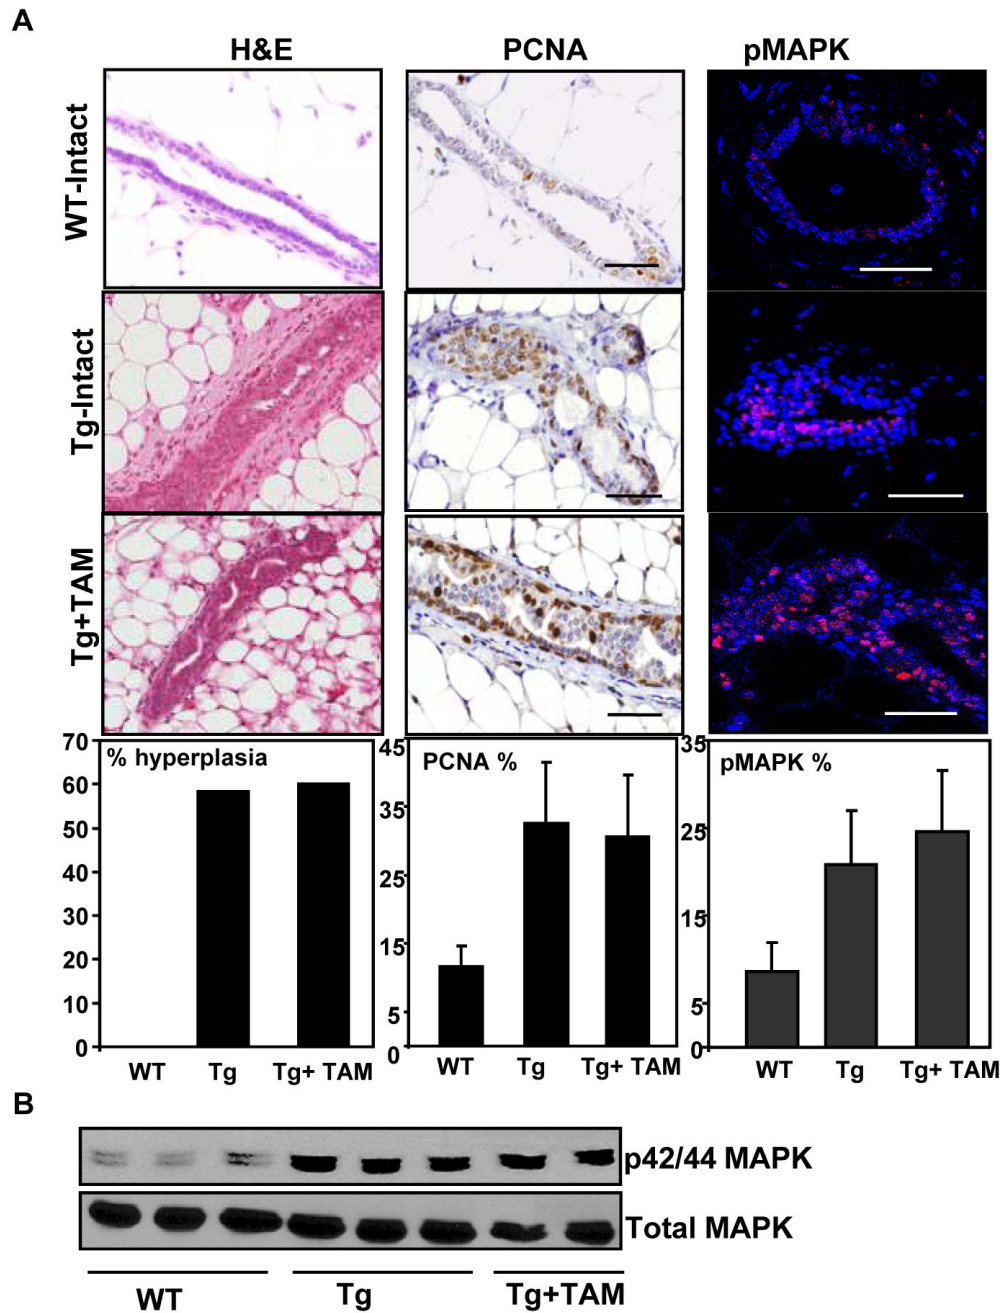 A
H&E PCNA pMAPK
WT-Intact
Tg-Intact
Tg+TAM
% hyperplasia
70
60
50
40
30
20
10
0
WT Tg Tg+ TAM
PCNA %
45
35
25
15
5
0
WT Tg Tg+ TAM
pMAPK %
35
25
15
5
0
WT Tg Tg+ TAM
B
p42/44 MAPK
Total MAPK
WT Tg Tg+TAM